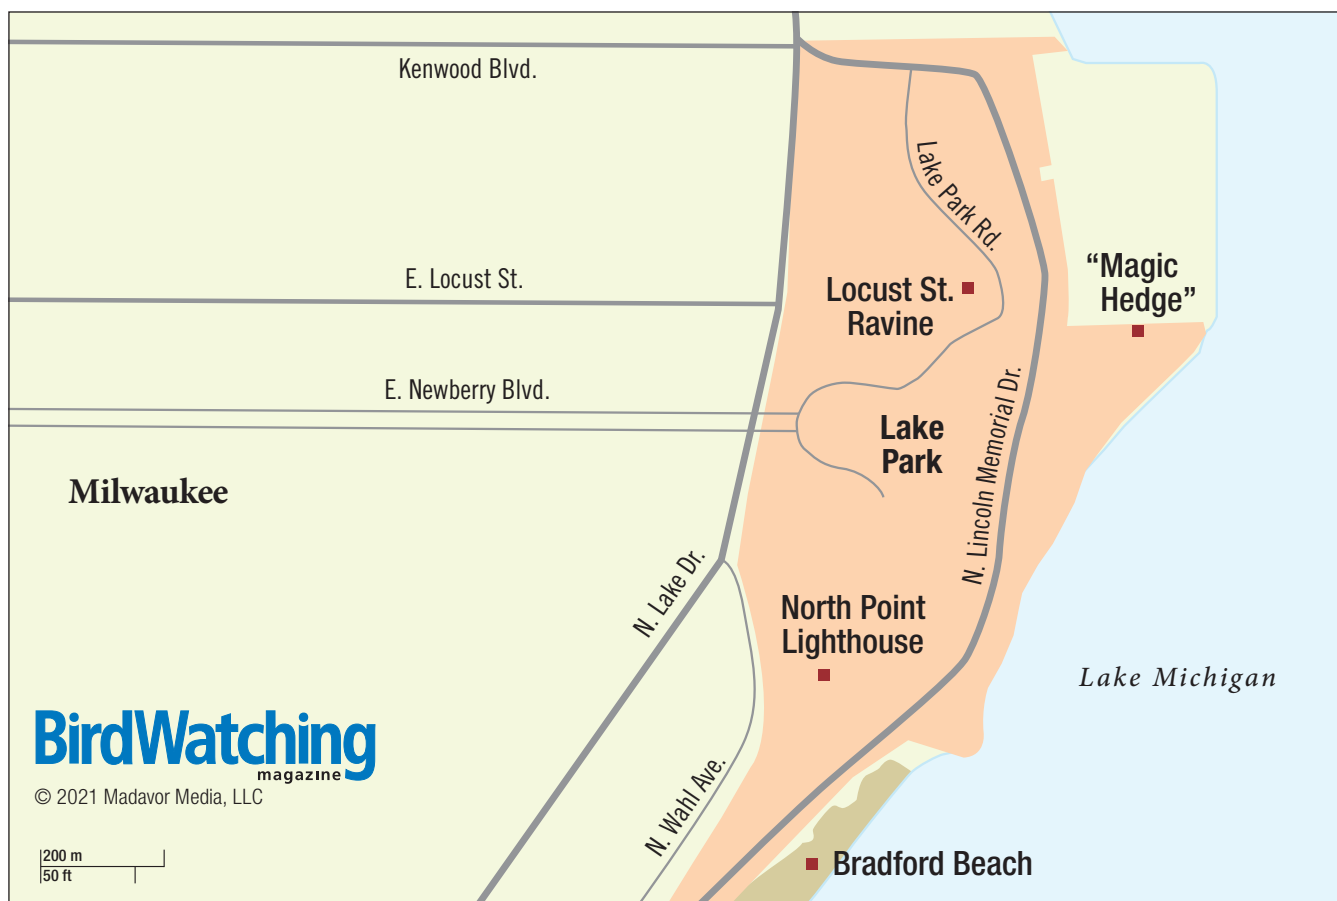 Kenwood Blvd.
Lake Park Rd.
E. Locust St.
Locust St.
Ravine
“Magic
Hedge”
E. Newberry Blvd.
Lake
Park
N. Lincoln Memorial Dr.
Milwaukee
N. Lake Dr.
North Point
Lighthouse
Lake Michigan
BirdWatching
magazine
© 2021 Madavor Media, LLC
N. Wahl Ave.
Bradford Beach
200 m
50 ft